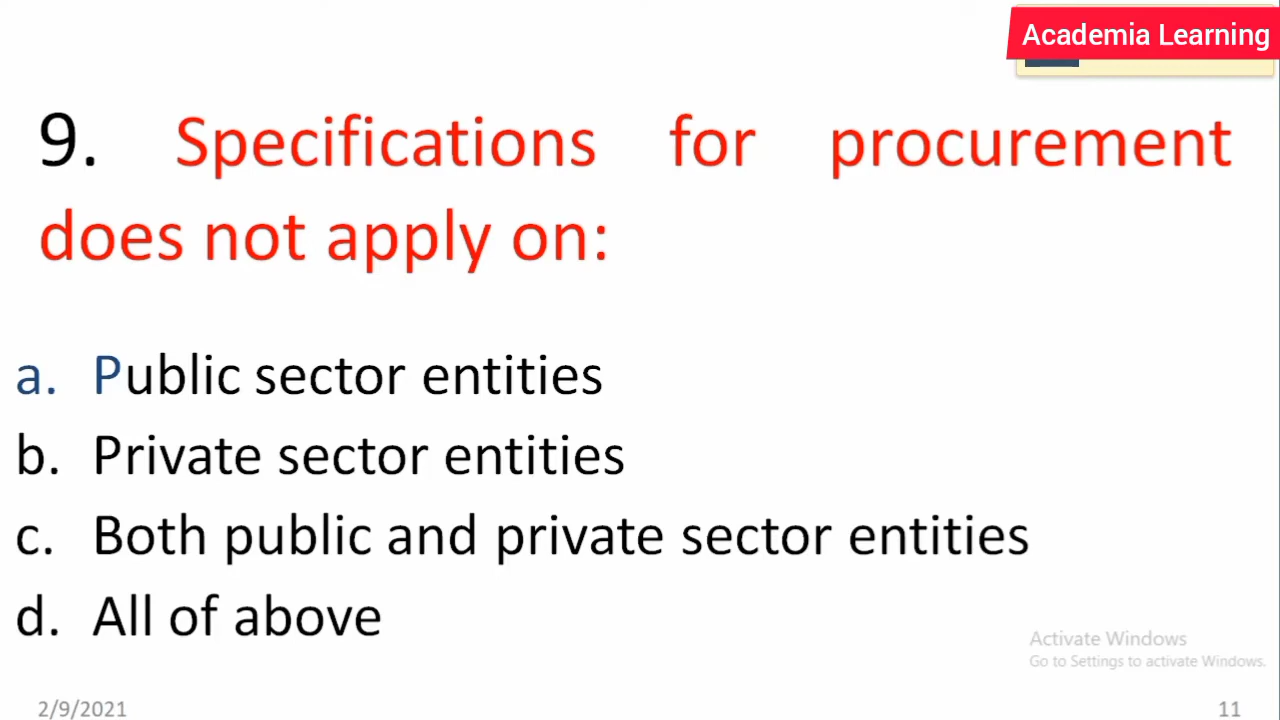 Academia Learning
9. Specifications for procurement
does not apply on:
a. Public sector entities
b. Private sector entities
c. Both public and private sector entities
d. All of above
Activate Windows
Go to Settings to activate Windows.
2/9/2021
11